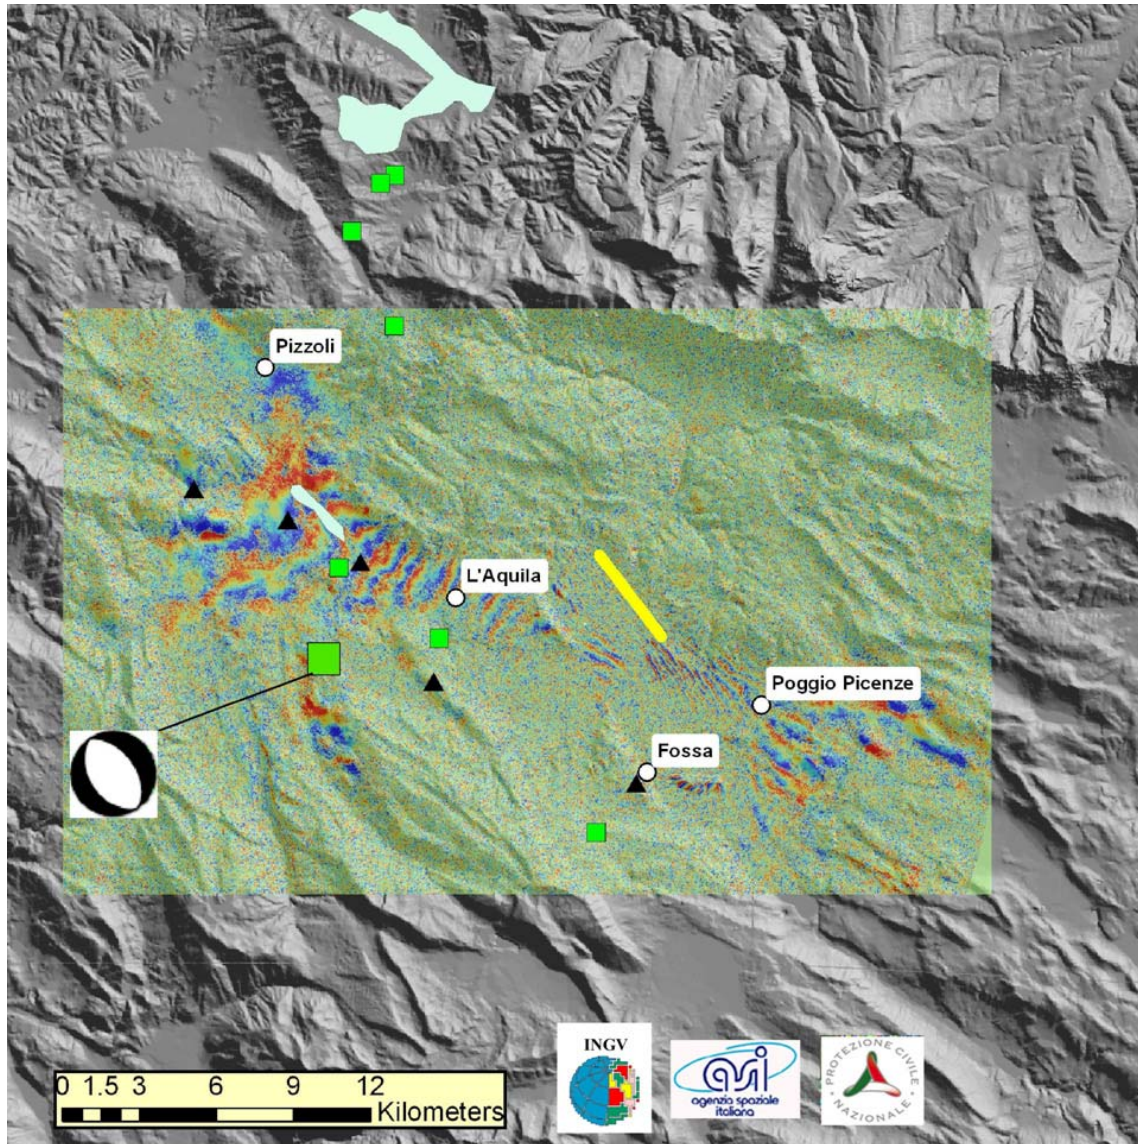 Pizzoli
L'Aquila
Poggio Picenze
Fossa
0 1.5 3 6 9 12
Kilometers
INGV
asi
agenzia spaziale
italiana
PROTEZIONE CIVILE
NAZIONALE